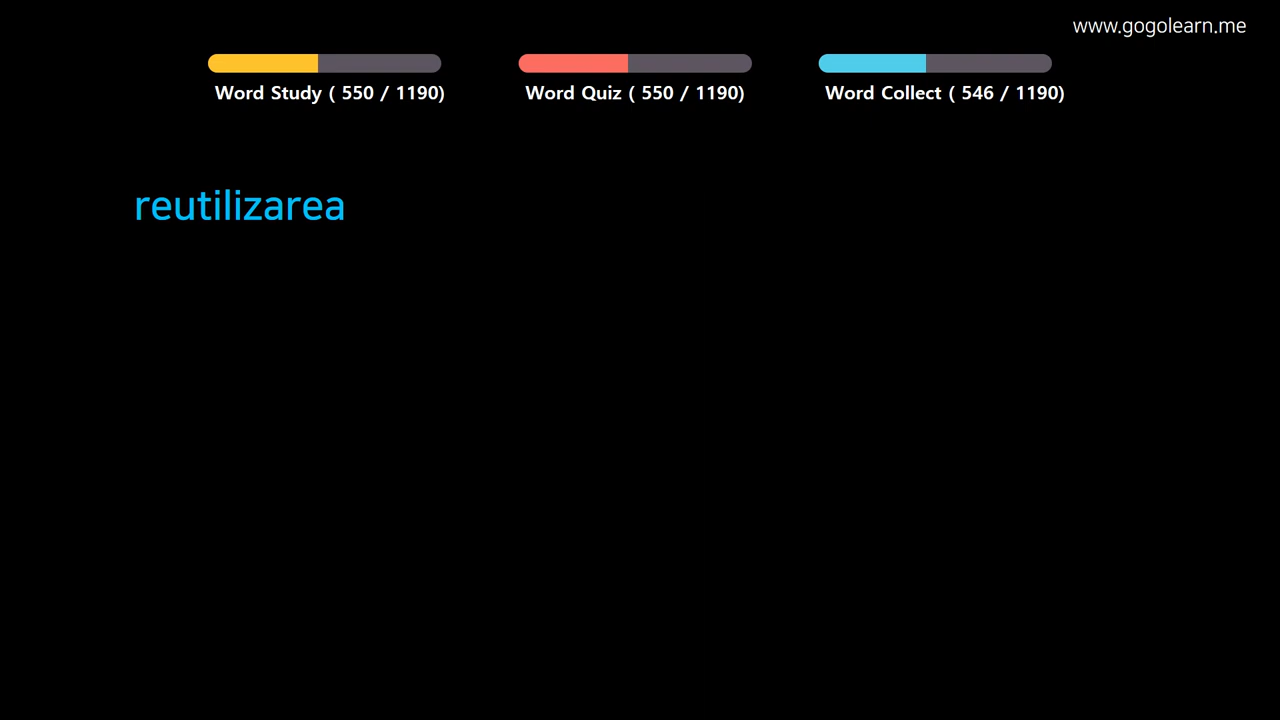 www.gogolearn.me
Word Study ( 550 / 1190)
Word Quiz ( 550 / 1190)
Word Collect ( 546 / 1190)
reutilizarea